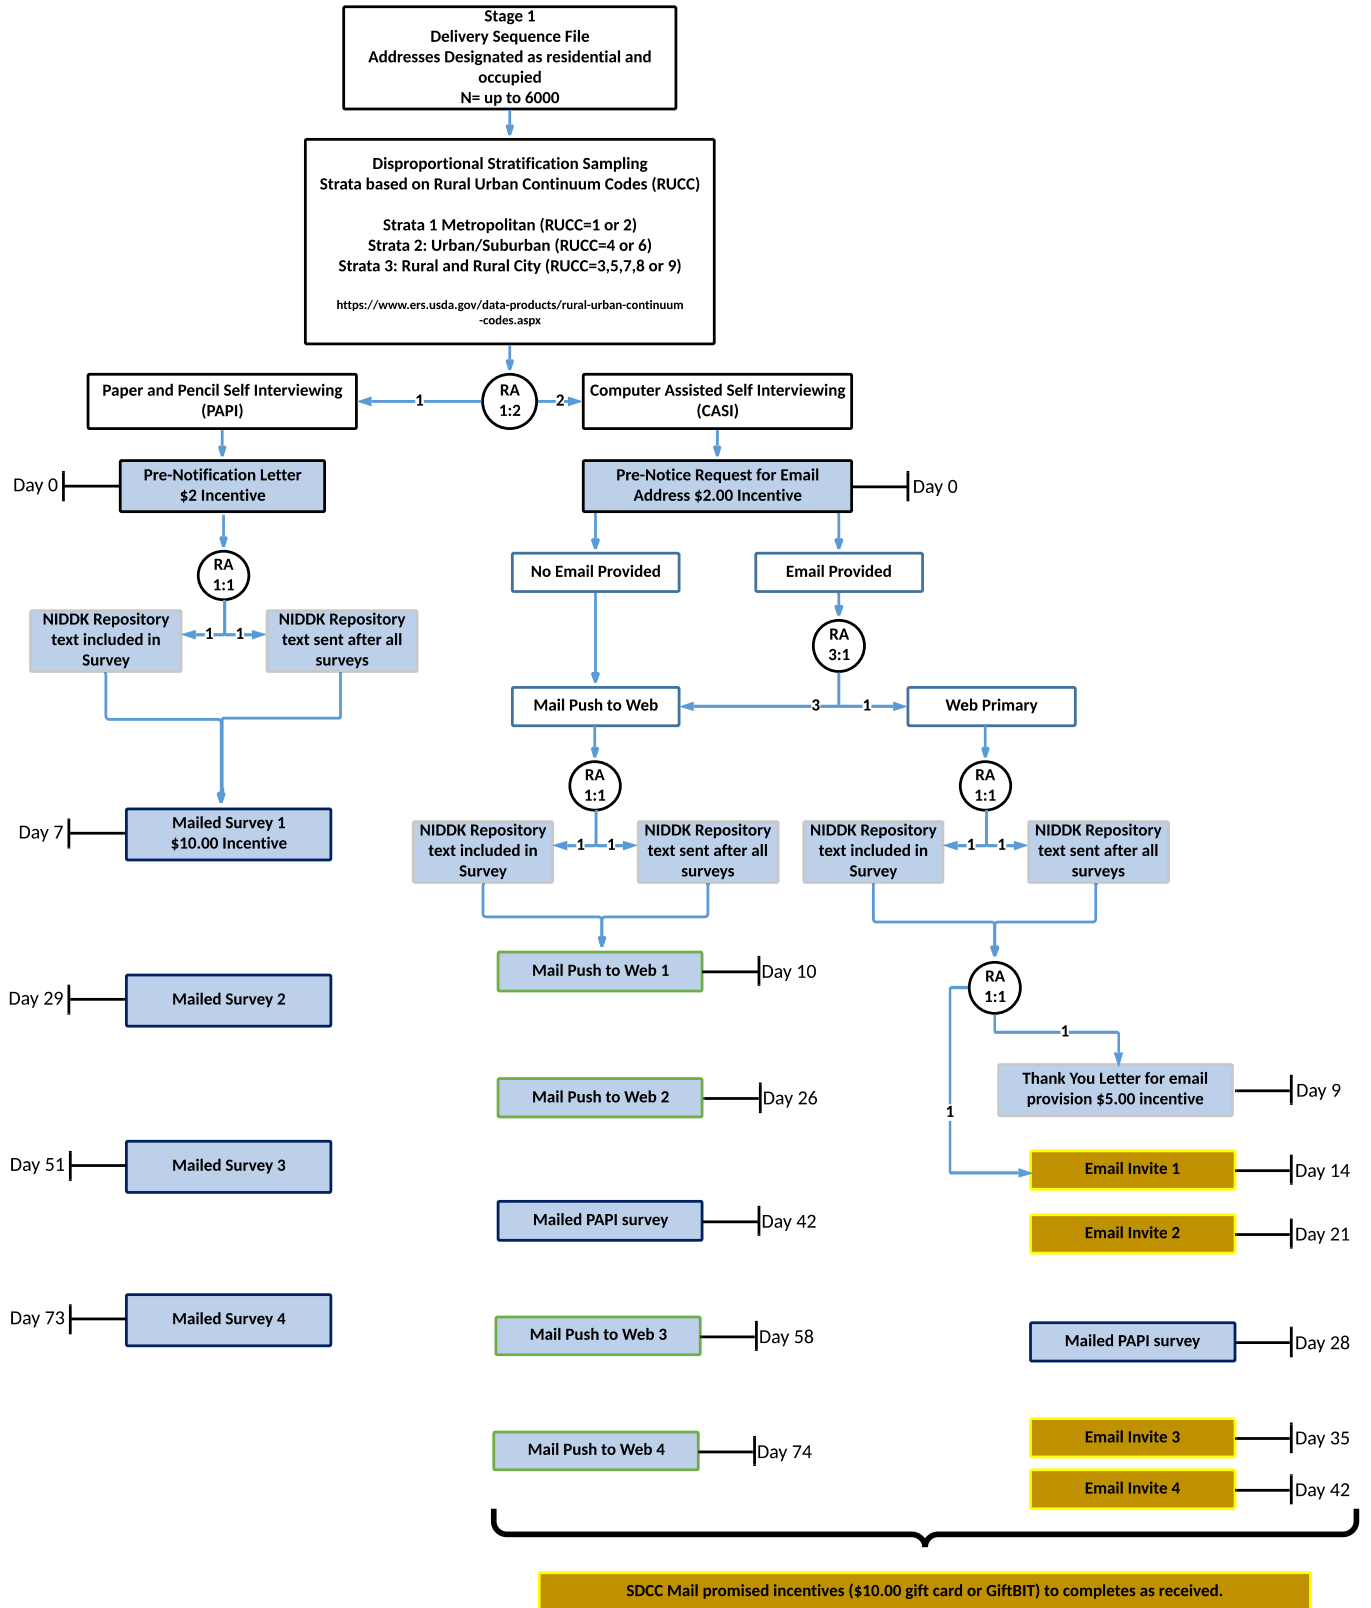 Stage 1
Delivery Sequence File
Addresses Designated as residential and
occupied
N= up to 6000
Disproportional Stratification Sampling
Strata based on Rural Urban Continuum Codes (RUCC)
Strata 1 Metropolitan (RUCC=1 or 2)
Strata 2: Urban/Suburban (RUCC=4 or 6)
Strata 3: Rural and Rural City (RUCC=3,5,7,8 or 9)
https://www.ers.usda.gov/data-products/rural-urban-continuum
-codes.aspx
Paper and Pencil Self Interviewing
(PAPI)
1
RA
1:2
2
Computer Assisted Self Interviewing
(CASI)
Day 0
Pre-Notification Letter
$2 Incentive
Pre-Notice Request for Email
Address $2.00 Incentive
Day 0
RA
1:1
No Email Provided
Email Provided
NIDDK Repository
text included in
Survey
1
1
NIDDK Repository
text sent after all
surveys
RA
3:1
Mail Push to Web
3
1
Web Primary
RA
1:1
RA
1:1
Day 7
Mailed Survey 1
$10.00 Incentive
NIDDK Repository
text included in
Survey
1
1
NIDDK Repository
text sent after all
surveys
NIDDK Repository
text included in
Survey
1
1
NIDDK Repository
text sent after all
surveys
Mail Push to Web 1
Day 10
RA
1:1
Day 29
Mailed Survey 2
1
Thank You Letter for email
provision $5.00 incentive
Day 9
Mail Push to Web 2
Day 26
1
Day 51
Mailed Survey 3
Email Invite 1
Day 14
Mailed PAPI survey
Day 42
Email Invite 2
Day 21
Day 73
Mailed Survey 4
Mail Push to Web 3
Day 58
Mailed PAPI survey
Day 28
Mail Push to Web 4
Day 74
Email Invite 3
Day 35
Email Invite 4
Day 42
SDCC Mail promised incentives ($10.00 gift card or GiftBIT) to completes as received.